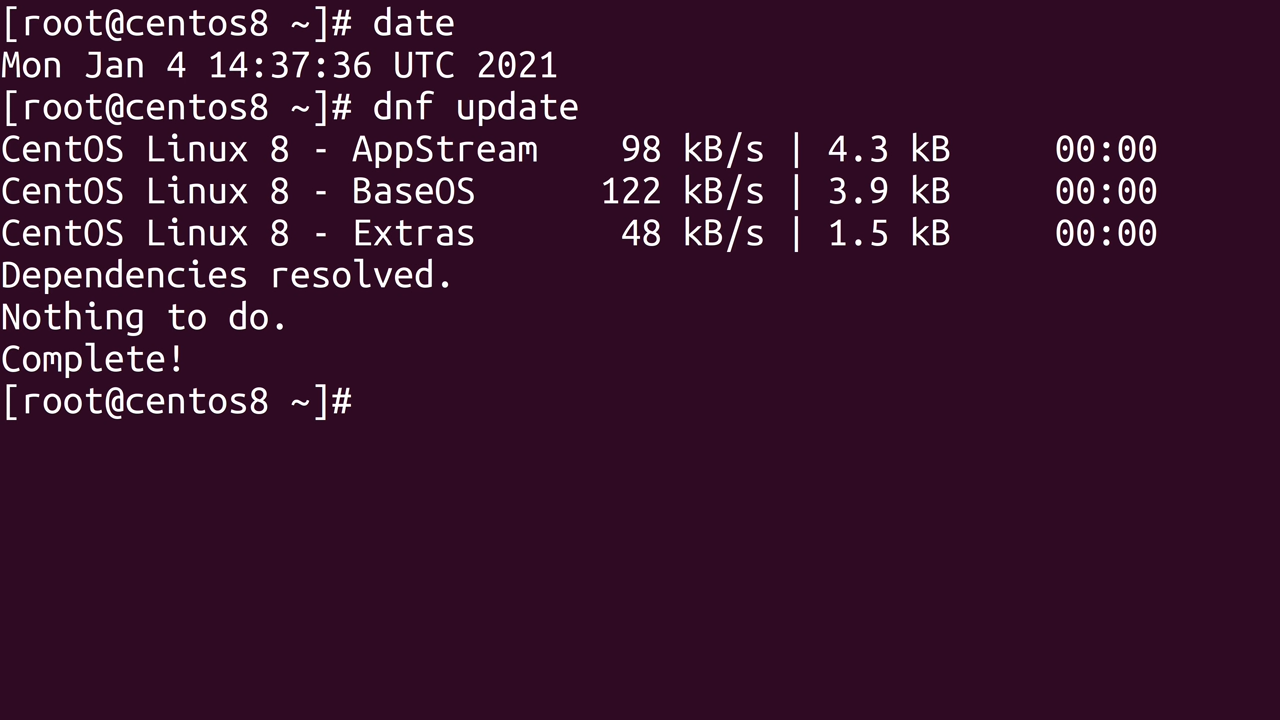 [root@centos8 ~]# date
Mon Jan 4 14:37:36 UTC 2021
[root@centos8 ~]# dnf update
CentOS Linux 8 - AppStream    98 kB/s | 4.3 kB     00:00
CentOS Linux 8 - BaseOS      122 kB/s | 3.9 kB     00:00
CentOS Linux 8 - Extras       48 kB/s | 1.5 kB     00:00
Dependencies resolved.
Nothing to do.
Complete!
[root@centos8 ~]#